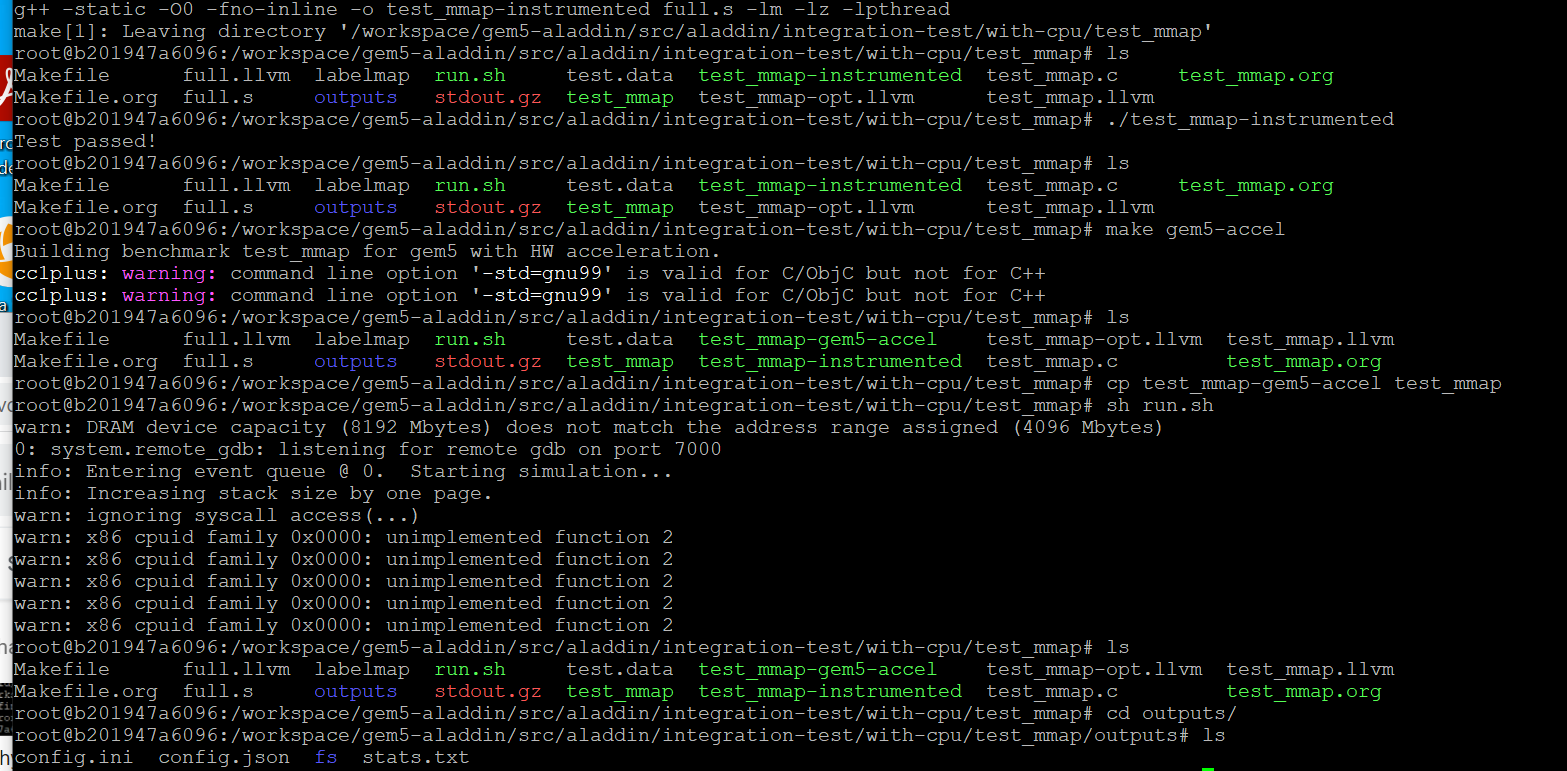 g++ -static -O0 -fno-inline -o test_mmap-instrumented full.s -lm -lz -lpthread
make[1]: Leaving directory '/workspace/gem5-aladdin/src/aladdin/integration-test/with-cpu/test_mmap'
root@b201947a6096:/workspace/gem5-aladdin/src/aladdin/integration-test/with-cpu/test_mmap# ls
Makefile full.llvm labelmap run.sh test.data test_mmap-instrumented test_mmap.c test_mmap.org
Makefile.org full.s outputs stdout.gz test_mmap test_mmap-opt.llvm test_mmap.llvm
root@b201947a6096:/workspace/gem5-aladdin/src/aladdin/integration-test/with-cpu/test_mmap# ./test_mmap-instrumented
Test passed!
root@b201947a6096:/workspace/gem5-aladdin/src/aladdin/integration-test/with-cpu/test_mmap# ls
Makefile full.llvm labelmap run.sh test.data test_mmap-instrumented test_mmap.c test_mmap.org
Makefile.org full.s outputs stdout.gz test_mmap test_mmap-opt.llvm test_mmap.llvm
root@b201947a6096:/workspace/gem5-aladdin/src/aladdin/integration-test/with-cpu/test_mmap# make gem5-accel
Building benchmark test_mmap for gem5 with HW acceleration.
cc1plus: warning: command line option '-std=gnu99' is valid for C/ObjC but not for C++
cc1plus: warning: command line option '-std=gnu99' is valid for C/ObjC but not for C++
root@b201947a6096:/workspace/gem5-aladdin/src/aladdin/integration-test/with-cpu/test_mmap# ls
Makefile full.llvm labelmap run.sh test.data test_mmap-gem5-accel test_mmap-opt.llvm test_mmap.llvm
Makefile.org full.s outputs stdout.gz test_mmap test_mmap-instrumented test_mmap.c test_mmap.org
root@b201947a6096:/workspace/gem5-aladdin/src/aladdin/integration-test/with-cpu/test_mmap# cp test_mmap-gem5-accel test_mmap
root@b201947a6096:/workspace/gem5-aladdin/src/aladdin/integration-test/with-cpu/test_mmap# sh run.sh
warn: DRAM device capacity (8192 Mbytes) does not match the address range assigned (4096 Mbytes)
0: system.remote_gdb: listening for remote gdb on port 7000
info: Entering event queue @ 0.  Starting simulation...
info: Increasing stack size by one page.
warn: ignoring syscall access(...)
warn: x86 cpuid family 0x0000: unimplemented function 2
warn: x86 cpuid family 0x0000: unimplemented function 2
warn: x86 cpuid family 0x0000: unimplemented function 2
warn: x86 cpuid family 0x0000: unimplemented function 2
warn: x86 cpuid family 0x0000: unimplemented function 2
root@b201947a6096:/workspace/gem5-aladdin/src/aladdin/integration-test/with-cpu/test_mmap# ls
Makefile full.llvm labelmap run.sh test.data test_mmap-gem5-accel test_mmap-opt.llvm test_mmap.llvm
Makefile.org full.s outputs stdout.gz test_mmap test_mmap-instrumented test_mmap.c test_mmap.org
root@b201947a6096:/workspace/gem5-aladdin/src/aladdin/integration-test/with-cpu/test_mmap# cd outputs/
root@b201947a6096:/workspace/gem5-aladdin/src/aladdin/integration-test/with-cpu/test_mmap/outputs# ls
config.ini config.json fs stats.txt